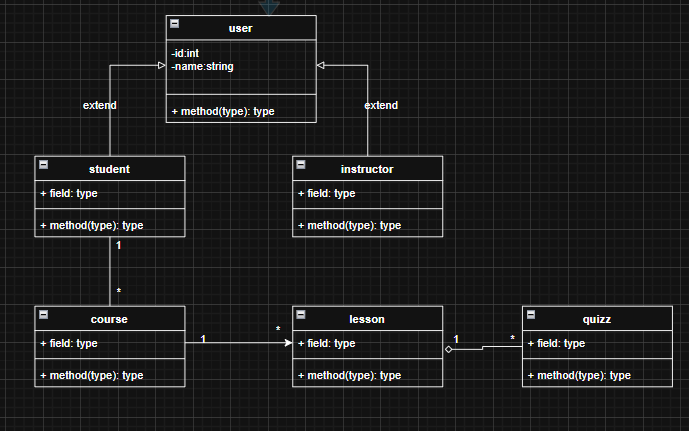 user
-id:int
-name:string
+ method(type): type
extend
extend
student
+ field: type
+ method(type): type
instructor
+ field: type
+ method(type): type
1
*
course
+ field: type
+ method(type): type
1
*
lesson
+ field: type
+ method(type): type
1
*
quizz
+ field: type
+ method(type): type